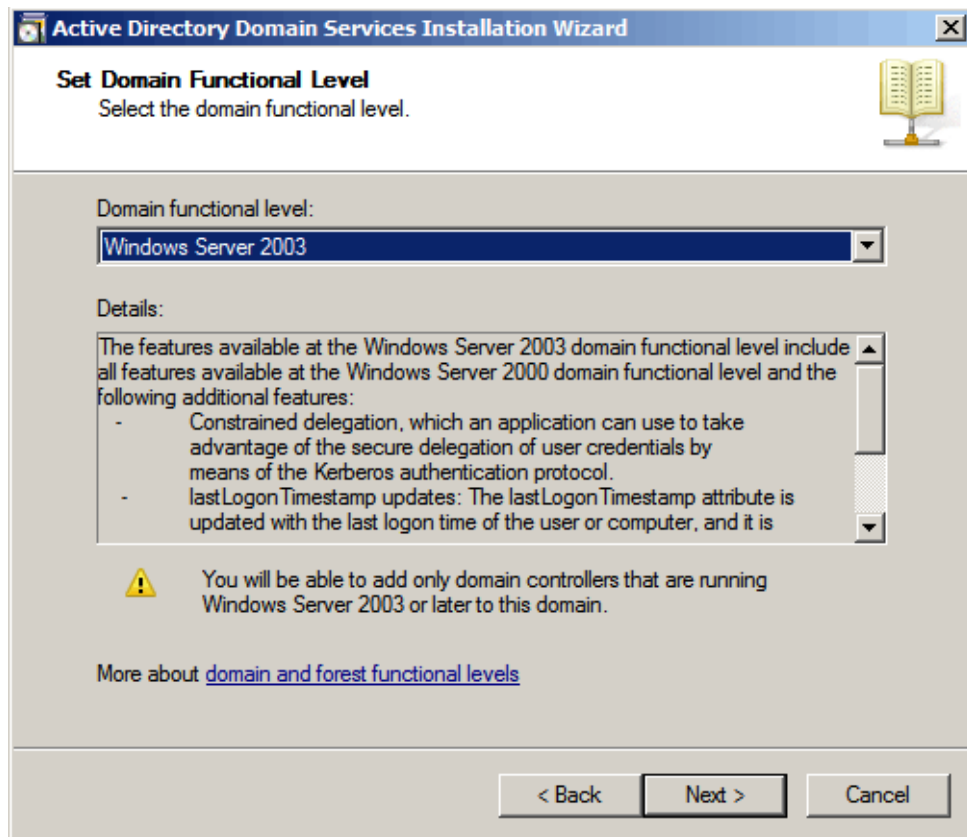 Active Directory Domain Services Installation Wizard
Set Domain Functional Level
Select the domain functional level.
Domain functional level:
Windows Server 2003
Details:
The features available at the Windows Server 2003 domain functional level include
all features available at the Windows Server 2000 domain functional level and the
following additional features:
- Constrained delegation, which an application can use to take
advantage of the secure delegation of user credentials by
means of the Kerberos authentication protocol.
- lastLogonTimestamp updates: The lastLogonTimestamp attribute is
updated with the last logon time of the user or computer, and it is
You will be able to add only domain controllers that are running
Windows Server 2003 or later to this domain.
More about domain and forest functional levels
< Back Next > Cancel